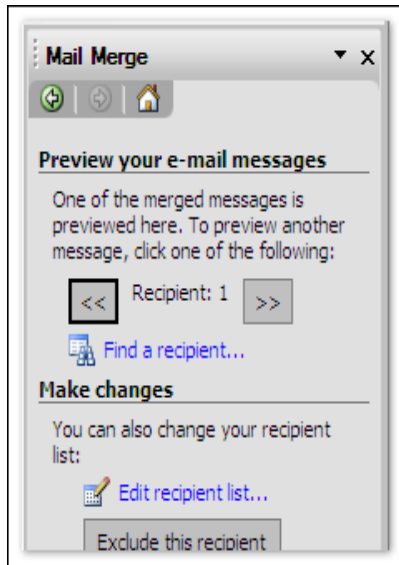 Mail Merge
Preview your e-mail messages
One of the merged messages is
previewed here. To preview another
message, click one of the following:
<< Recipient: 1 >>
Find a recipient...
Make changes
You can also change your recipient
list:
Edit recipient list...
Exclude this recipient